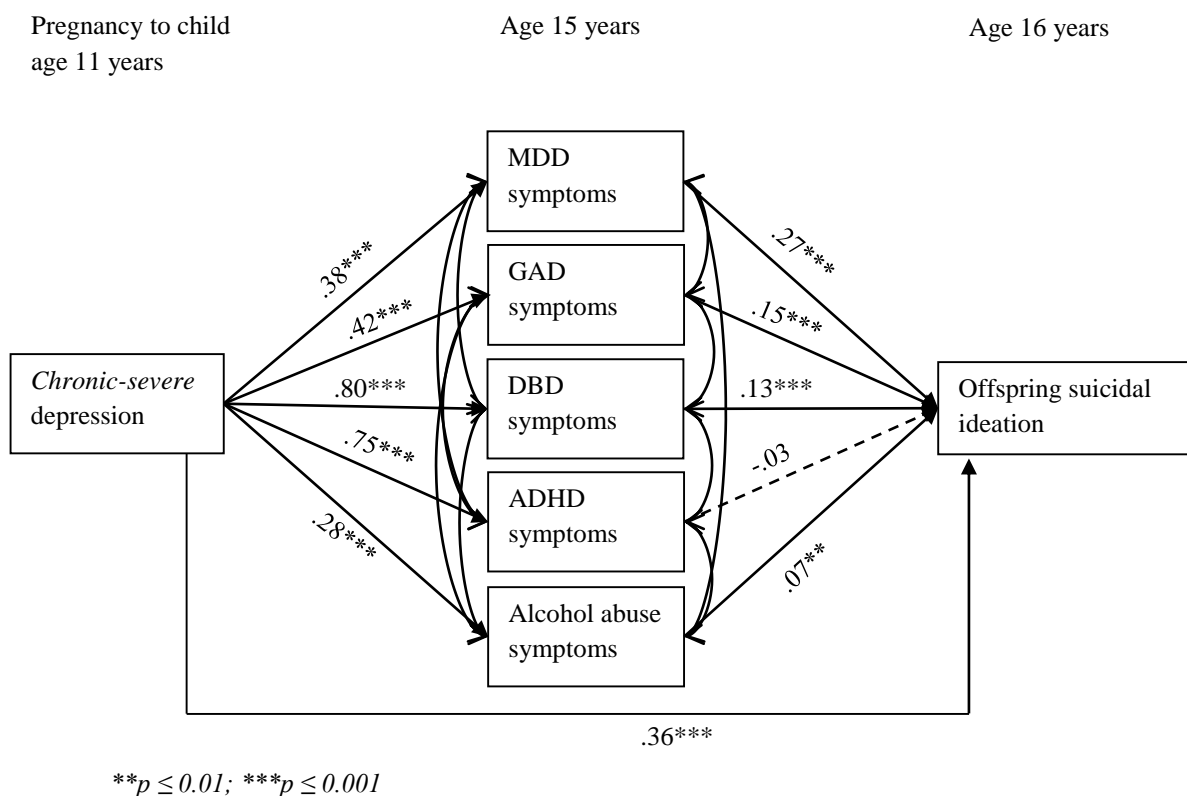 Pregnancy to child
age 11 years
Age 15 years
Age 16 years
MDD
symptoms
GAD
symptoms
DBD
symptoms
ADHD
symptoms
Alcohol abuse
symptoms
Chronic-severe
depression
Offspring suicidal
ideation
.38***
.42***
.80***
.75***
.28***
.27***
.15***
.13***
-.03
.07**
.36***
**p ≤ 0.01; ***p ≤ 0.001